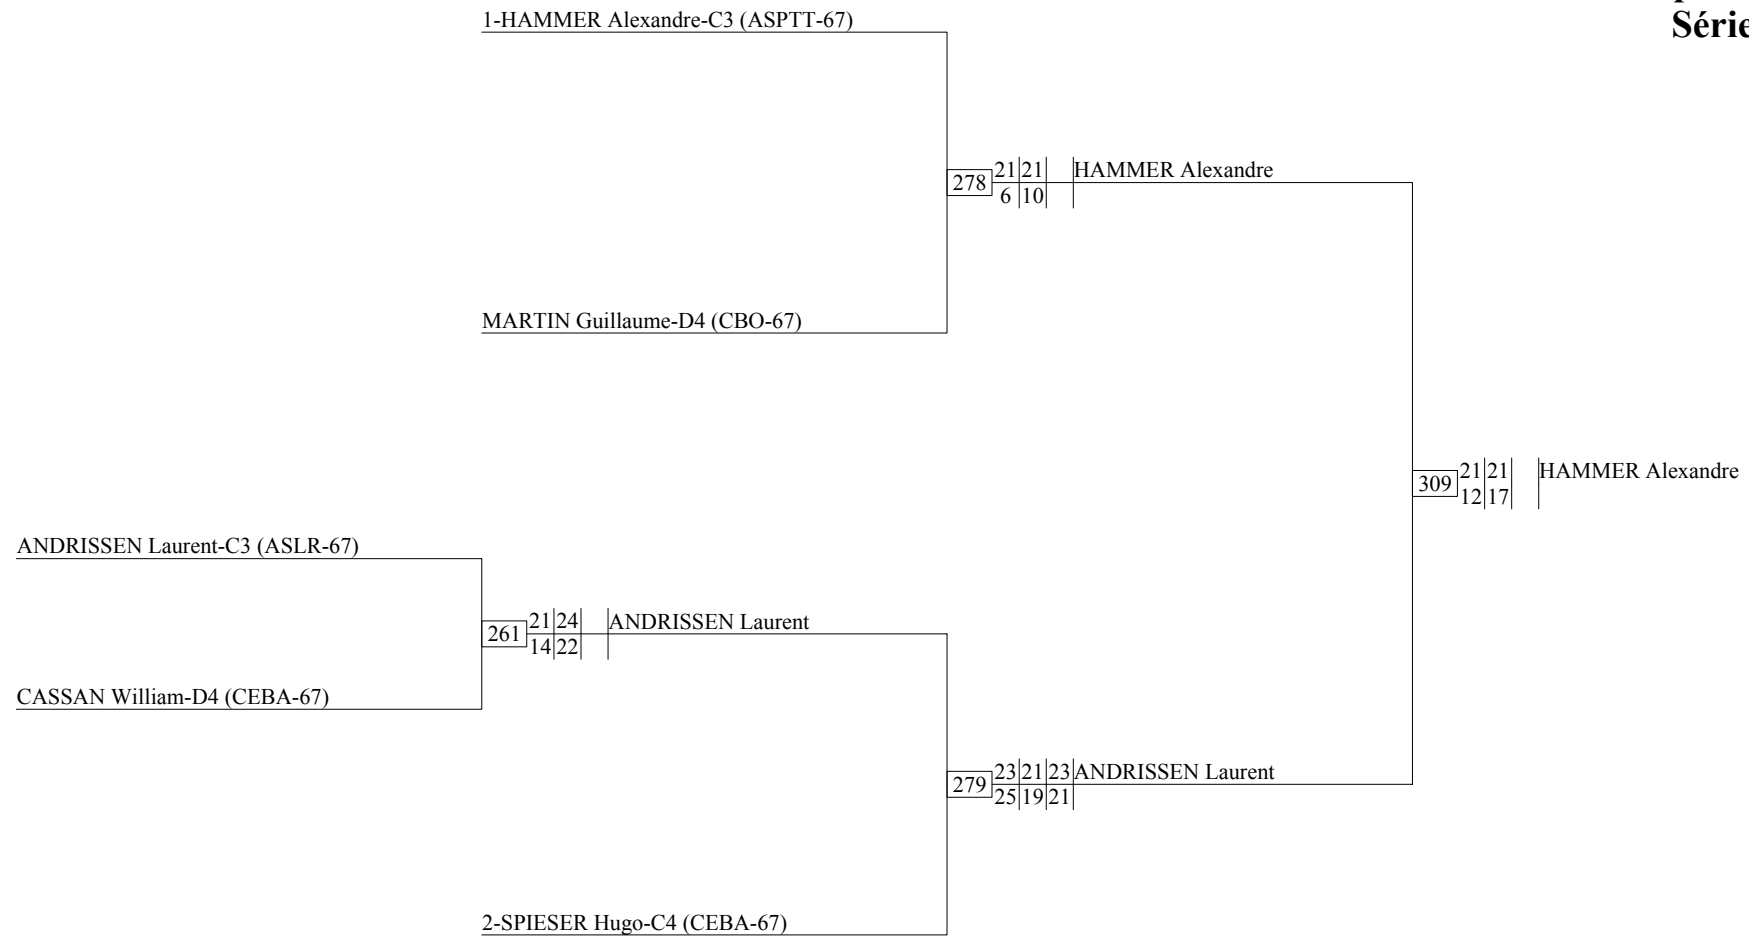 Série
1-HAMMER Alexandre-C3 (ASPTT-67)
278 21 21 HAMMER Alexandre
6 10
MARTIN Guillaume-D4 (CBO-67)
309 21 21 HAMMER Alexandre
12 17
ANDRISSEN Laurent-C3 (ASLR-67)
261 21 24 ANDRISSEN Laurent
14 22
CASSAN William-D4 (CEBA-67)
279 23 21 23 ANDRISSEN Laurent
25 19 21
2-SPIESER Hugo-C4 (CEBA-67)